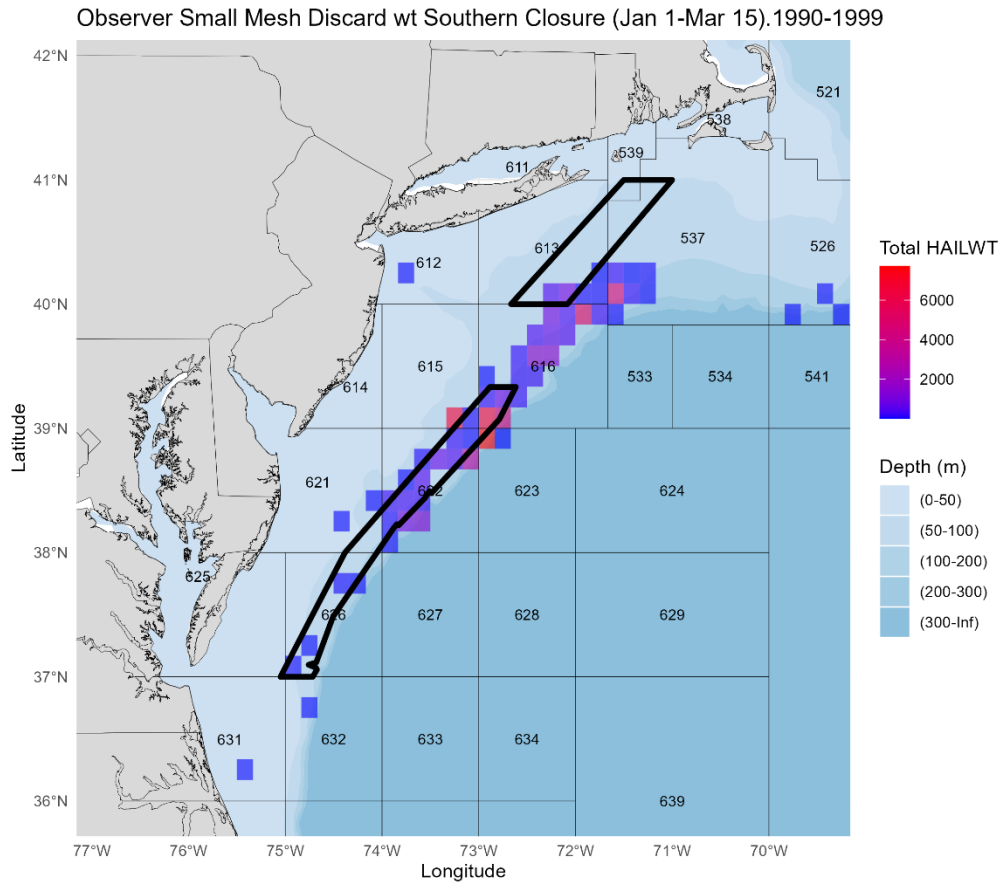 Observer Small Mesh Discard wt Southern Closure (Jan 1-Mar 15).1990-1999
42°N
41°N
40°N
39°N
38°N
37°N
36°N
Latitude
521
538
539
611
613
537
526
612
615
616
614
533
534
541
621
622
623
624
625
626
627
628
629
631
632
633
634
639
77°W
76°W
75°W
74°W
73°W
72°W
71°W
70°W
Longitude
Total HAILWT
6000
4000
2000
Depth (m)
(0-50)
(50-100)
(100-200)
(200-300)
(300-Inf)